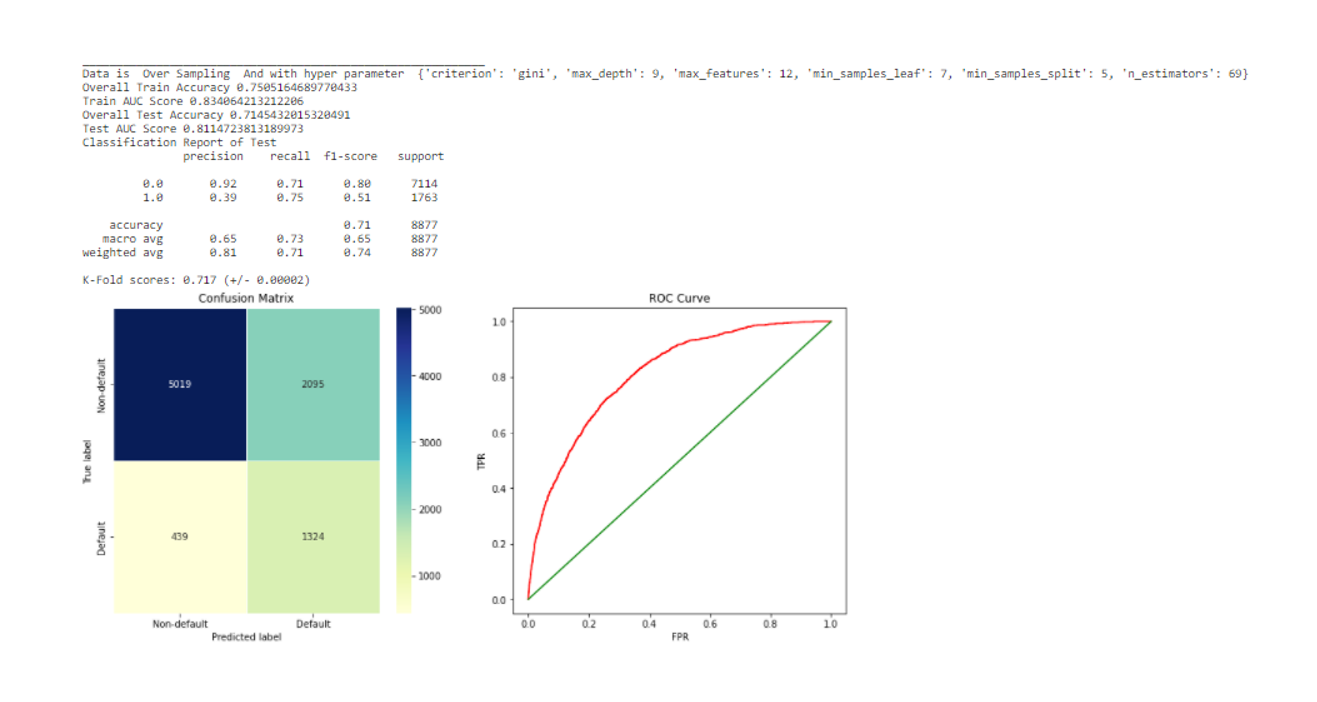 Data is Over Sampling And with hyper parameter {'criterion': 'gini', 'max_depth': 9, 'max_features': 12, 'min_samples_leaf': 7, 'min_samples_split': 5, 'n_estimators': 69}
Overall Train Accuracy 0.7505164689770433
Train AUC Score 0.834064213212206
Overall Test Accuracy 0.7145432015320491
Test AUC Score 0.8114723813189973
Classification Report of Test
precision recall f1-score support
0.0 0.92 0.71 0.80 7114
1.0 0.39 0.75 0.51 1763
accuracy 0.71 8877
macro avg 0.65 0.73 0.65 8877
weighted avg 0.81 0.71 0.74 8877
K-Fold scores: 0.717 (+/- 0.00002)
Confusion Matrix
True label
Non-default
Default
5019 2095
439 1324
Non-default Default
Predicted label
5000
4000
3000
2000
1000
ROC Curve
TPR
1.0
0.8
0.6
0.4
0.2
0.0
0.0 0.2 0.4 0.6 0.8 1.0
FPR